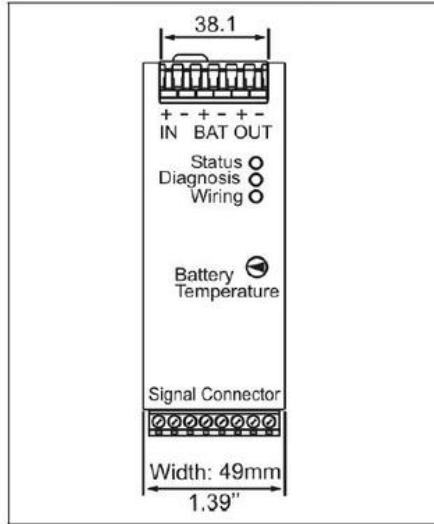 38.1
+ - + - + -
IN BAT OUT
Status
Diagnosis
Wiring
Battery
Temperature
Signal Connector
Width: 49mm
1.39”